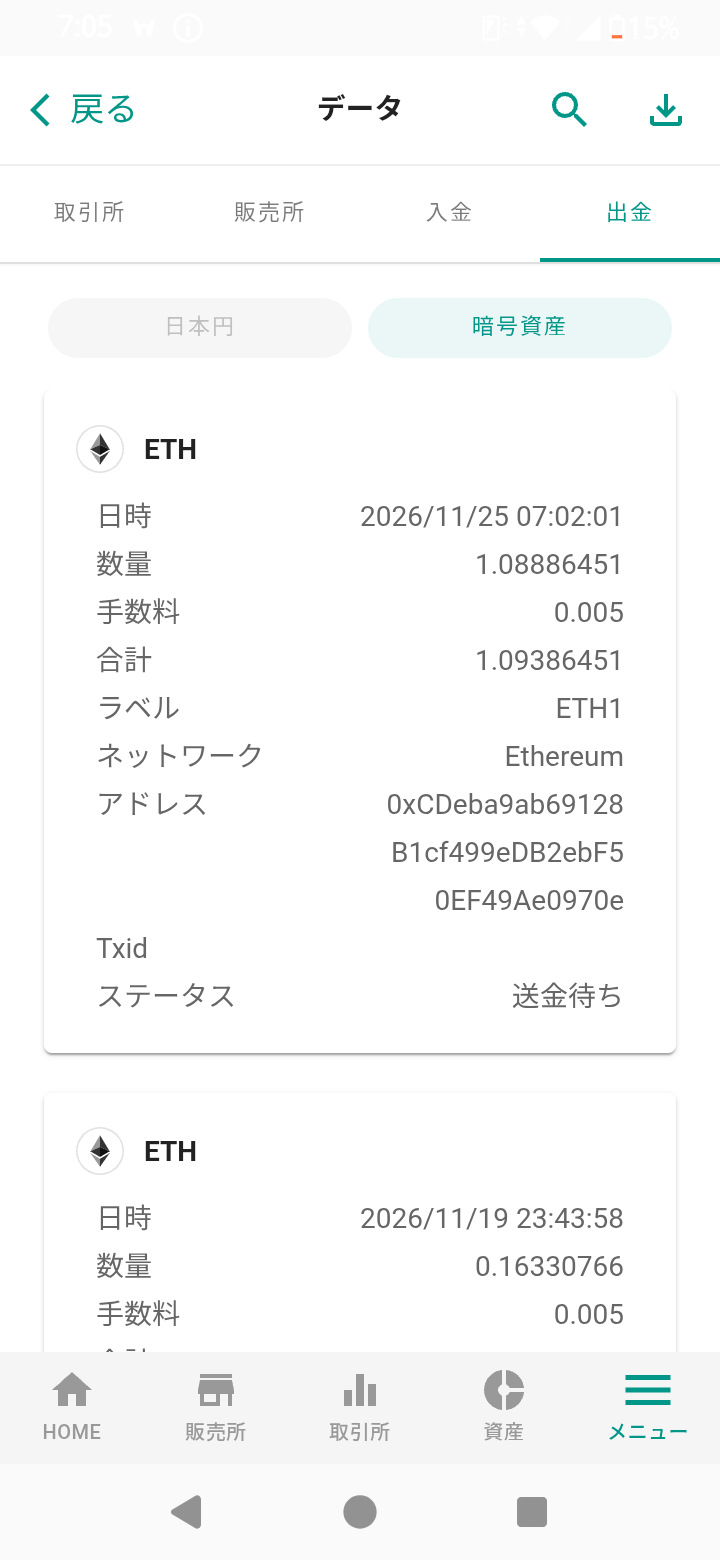 7:05
15%
戻る
データ
取引所 販売所 入金 出金
日本円 暗号資産
ETH
日時 2026/11/25 07:02:01
数量 1.08886451
手数料 0.005
合計 1.09386451
ラベル ETH1
ネットワーク Ethereum
アドレス 0xCDeba9ab69128
B1cf499eDB2ebF5
0EF49Ae0970e
Txid
ステータス 送金待ち
ETH
日時 2026/11/19 23:43:58
数量 0.16330766
手数料 0.005
HOME 販売所 取引所 資産 メニュー